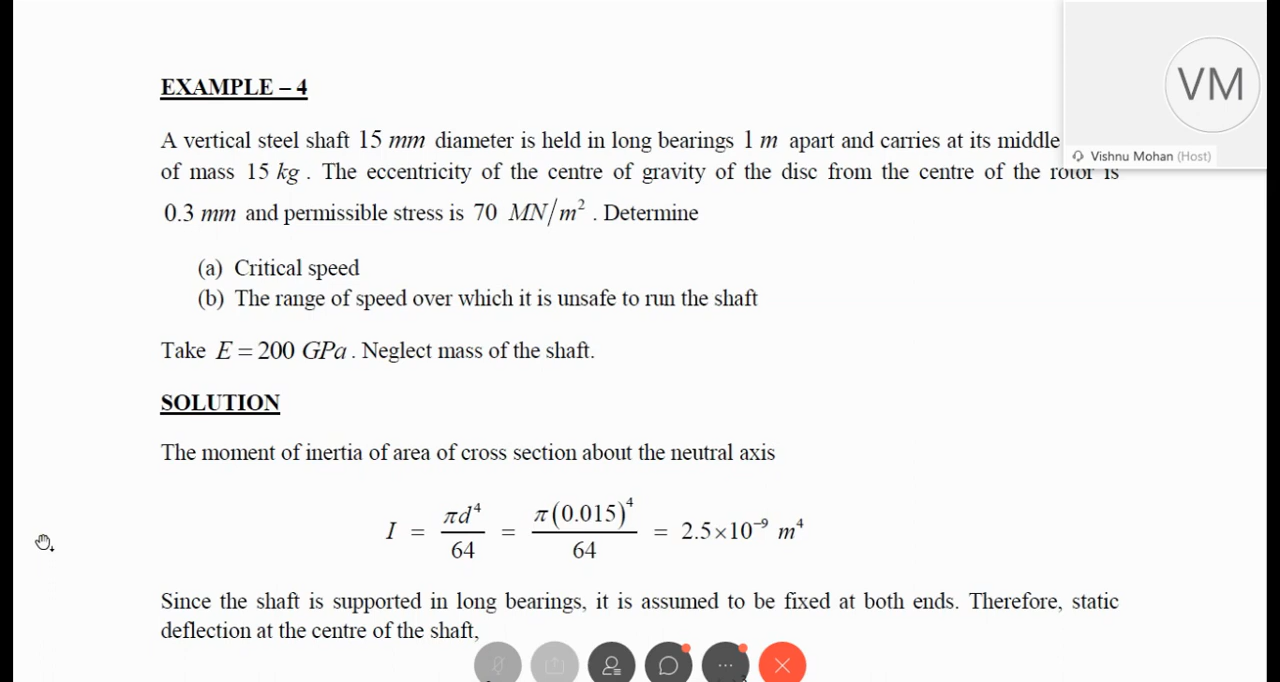 VM
Vishnu Mohan (Host)
EXAMPLE – 4
A vertical steel shaft 15 mm diameter is held in long bearings 1 m apart and carries at its middle
of mass 15 kg . The eccentricity of the centre of gravity of the disc from the centre of the rotor is
0.3 mm and permissible stress is 70 MN/m² . Determine
(a) Critical speed
(b) The range of speed over which it is unsafe to run the shaft
Take E = 200 GPa . Neglect mass of the shaft.
SOLUTION
The moment of inertia of area of cross section about the neutral axis
I = πd⁴/64 = π(0.015)⁴/64 = 2.5×10⁻⁹ m⁴
Since the shaft is supported in long bearings, it is assumed to be fixed at both ends. Therefore, static
deflection at the centre of the shaft,